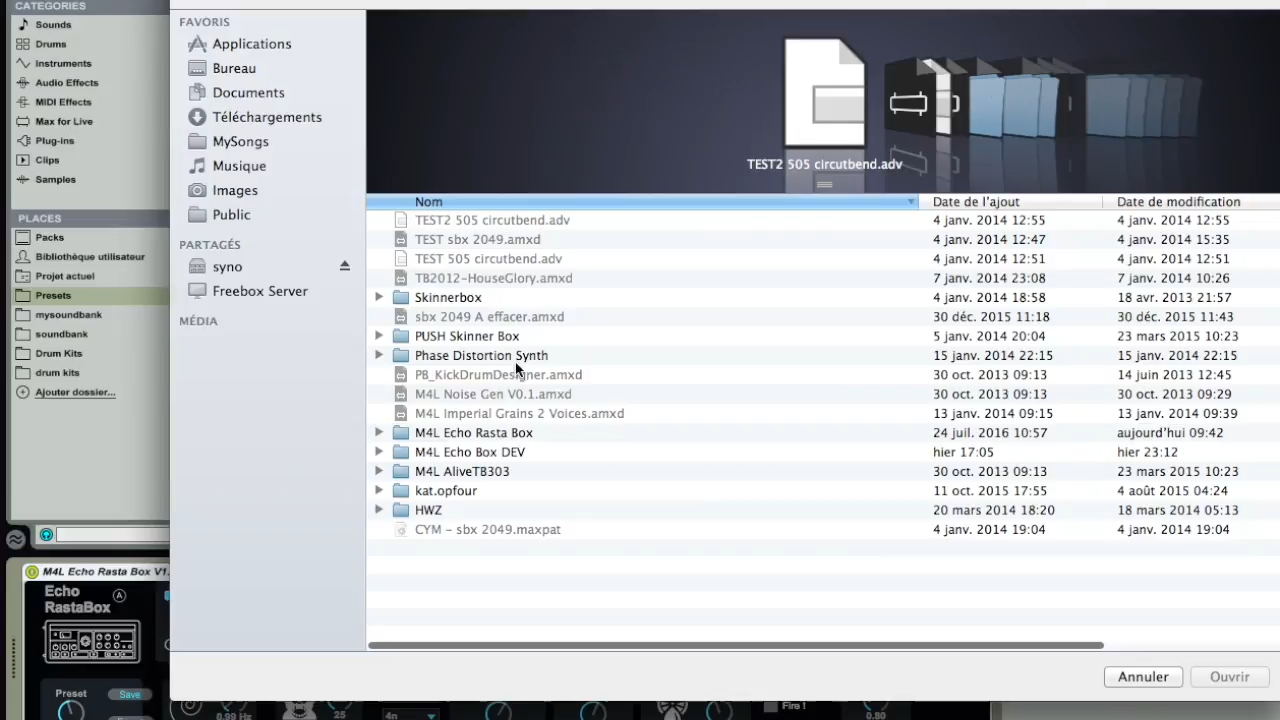 CATEGORIES
Sounds
Drums
Instruments
Audio Effects
MIDI Effects
Max for Live
Plug-ins
Clips
Samples
PLACES
Packs
Bibliothèque utilisateur
Projet actuel
Presets
mysoundbank
soundbank
Drum Kits
drum kits
Ajouter dossier...
FAVORIS
Applications
Bureau
Documents
Téléchargements
MySongs
Musique
Images
Public
PARTAGÉS
syno
Freebox Server
MÉDIA
TEST2 505 circutbend.adv
Nom Date de l'ajout Date de modification
TEST2 505 circutbend.adv 4 janv. 2014 12:55 4 janv. 2014 12:55
TEST sbx 2049.amxd 4 janv. 2014 12:47 4 janv. 2014 15:35
TEST 505 circutbend.adv 4 janv. 2014 12:51 4 janv. 2014 12:51
TB2012-HouseGlory.amxd 7 janv. 2014 23:08 7 janv. 2014 10:26
Skinnerbox 4 janv. 2014 18:58 18 avr. 2013 21:57
sbx 2049 A effacer.amxd 30 déc. 2015 11:18 30 déc. 2015 11:43
PUSH Skinner Box 5 janv. 2014 20:04 23 mars 2015 10:23
Phase Distortion Synth 15 janv. 2014 22:15 15 janv. 2014 22:15
PB_KickDrumDesigner.amxd 30 oct. 2013 09:13 14 juin 2013 12:45
M4L Noise Gen V0.1.amxd 30 oct. 2013 09:13 30 oct. 2013 09:29
M4L Imperial Grains 2 Voices.amxd 13 janv. 2014 09:15 13 janv. 2014 09:39
M4L Echo Rasta Box 24 juil. 2016 10:57 aujourd'hui 09:42
M4L Echo Box DEV hier 17:05 hier 23:12
M4L AliveTB303 30 oct. 2013 09:13 23 mars 2015 10:23
kat.opfour 11 oct. 2015 17:55 4 août 2015 04:24
HWZ 20 mars 2014 18:20 18 mars 2014 05:13
CYM – sbx 2049.maxpat 4 janv. 2014 19:04 4 janv. 2014 19:04
Annuler Ouvrir
M4L Echo Rasta Box V1.
Echo A
RastaBox
Preset Save
0.99 Hz 25 4n Fire ! 0.80